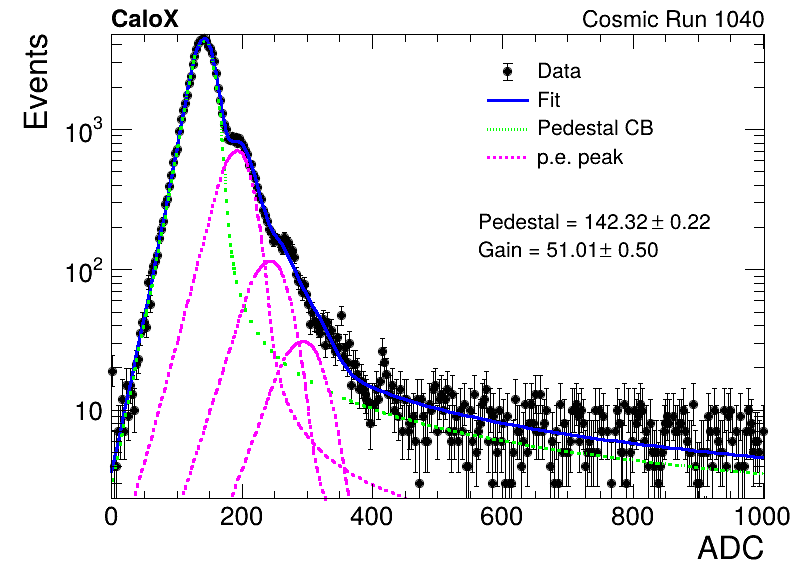 CaloX
Cosmic Run 1040
Events
Data
Fit
Pedestal CB
p.e. peak
Pedestal = 142.32± 0.22
Gain = 51.01± 0.50
10³
10²
10
0 200 400 600 800 1000
ADC